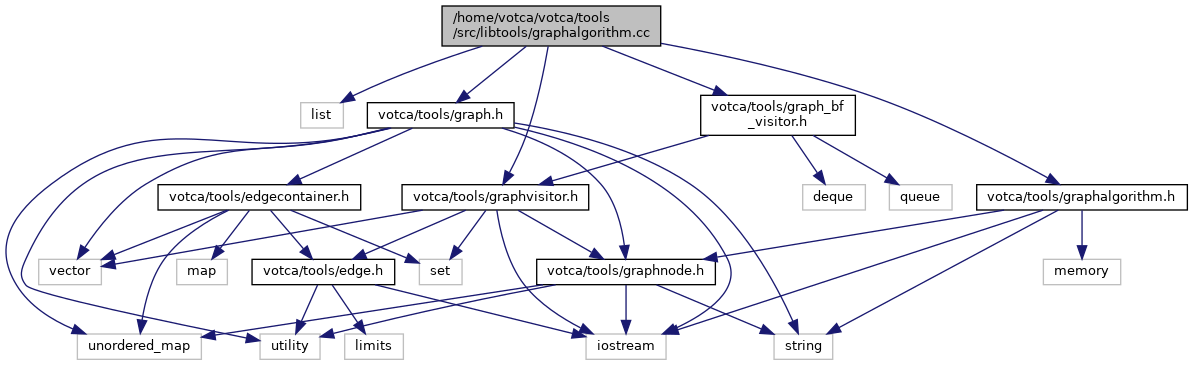 /home/votca/votca/tools
/src/libtools/graphalgorithm.cc
list
votca/tools/graph.h
votca/tools/graph_bf
_visitor.h
votca/tools/edgecontainer.h
votca/tools/graphvisitor.h
deque
queue
votca/tools/graphalgorithm.h
vector
map
votca/tools/edge.h
set
votca/tools/graphnode.h
memory
unordered_map
utility
limits
iostream
string